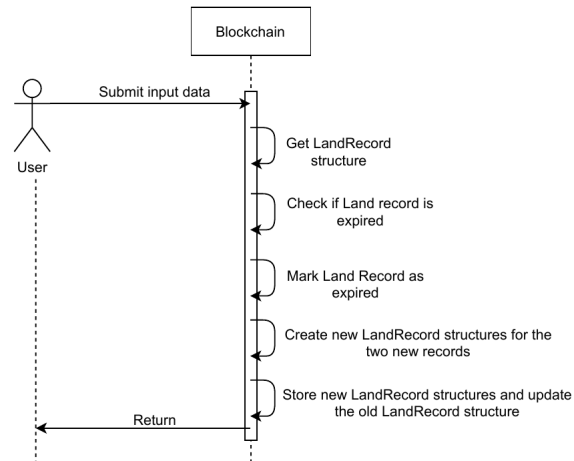 Blockchain
Submit input data
User
Get LandRecord
structure
Check if Land record is
expired
Mark Land Record as
expired
Create new LandRecord structures for the
two new records
Store new LandRecord structures and update
the old LandRecord structure
Return